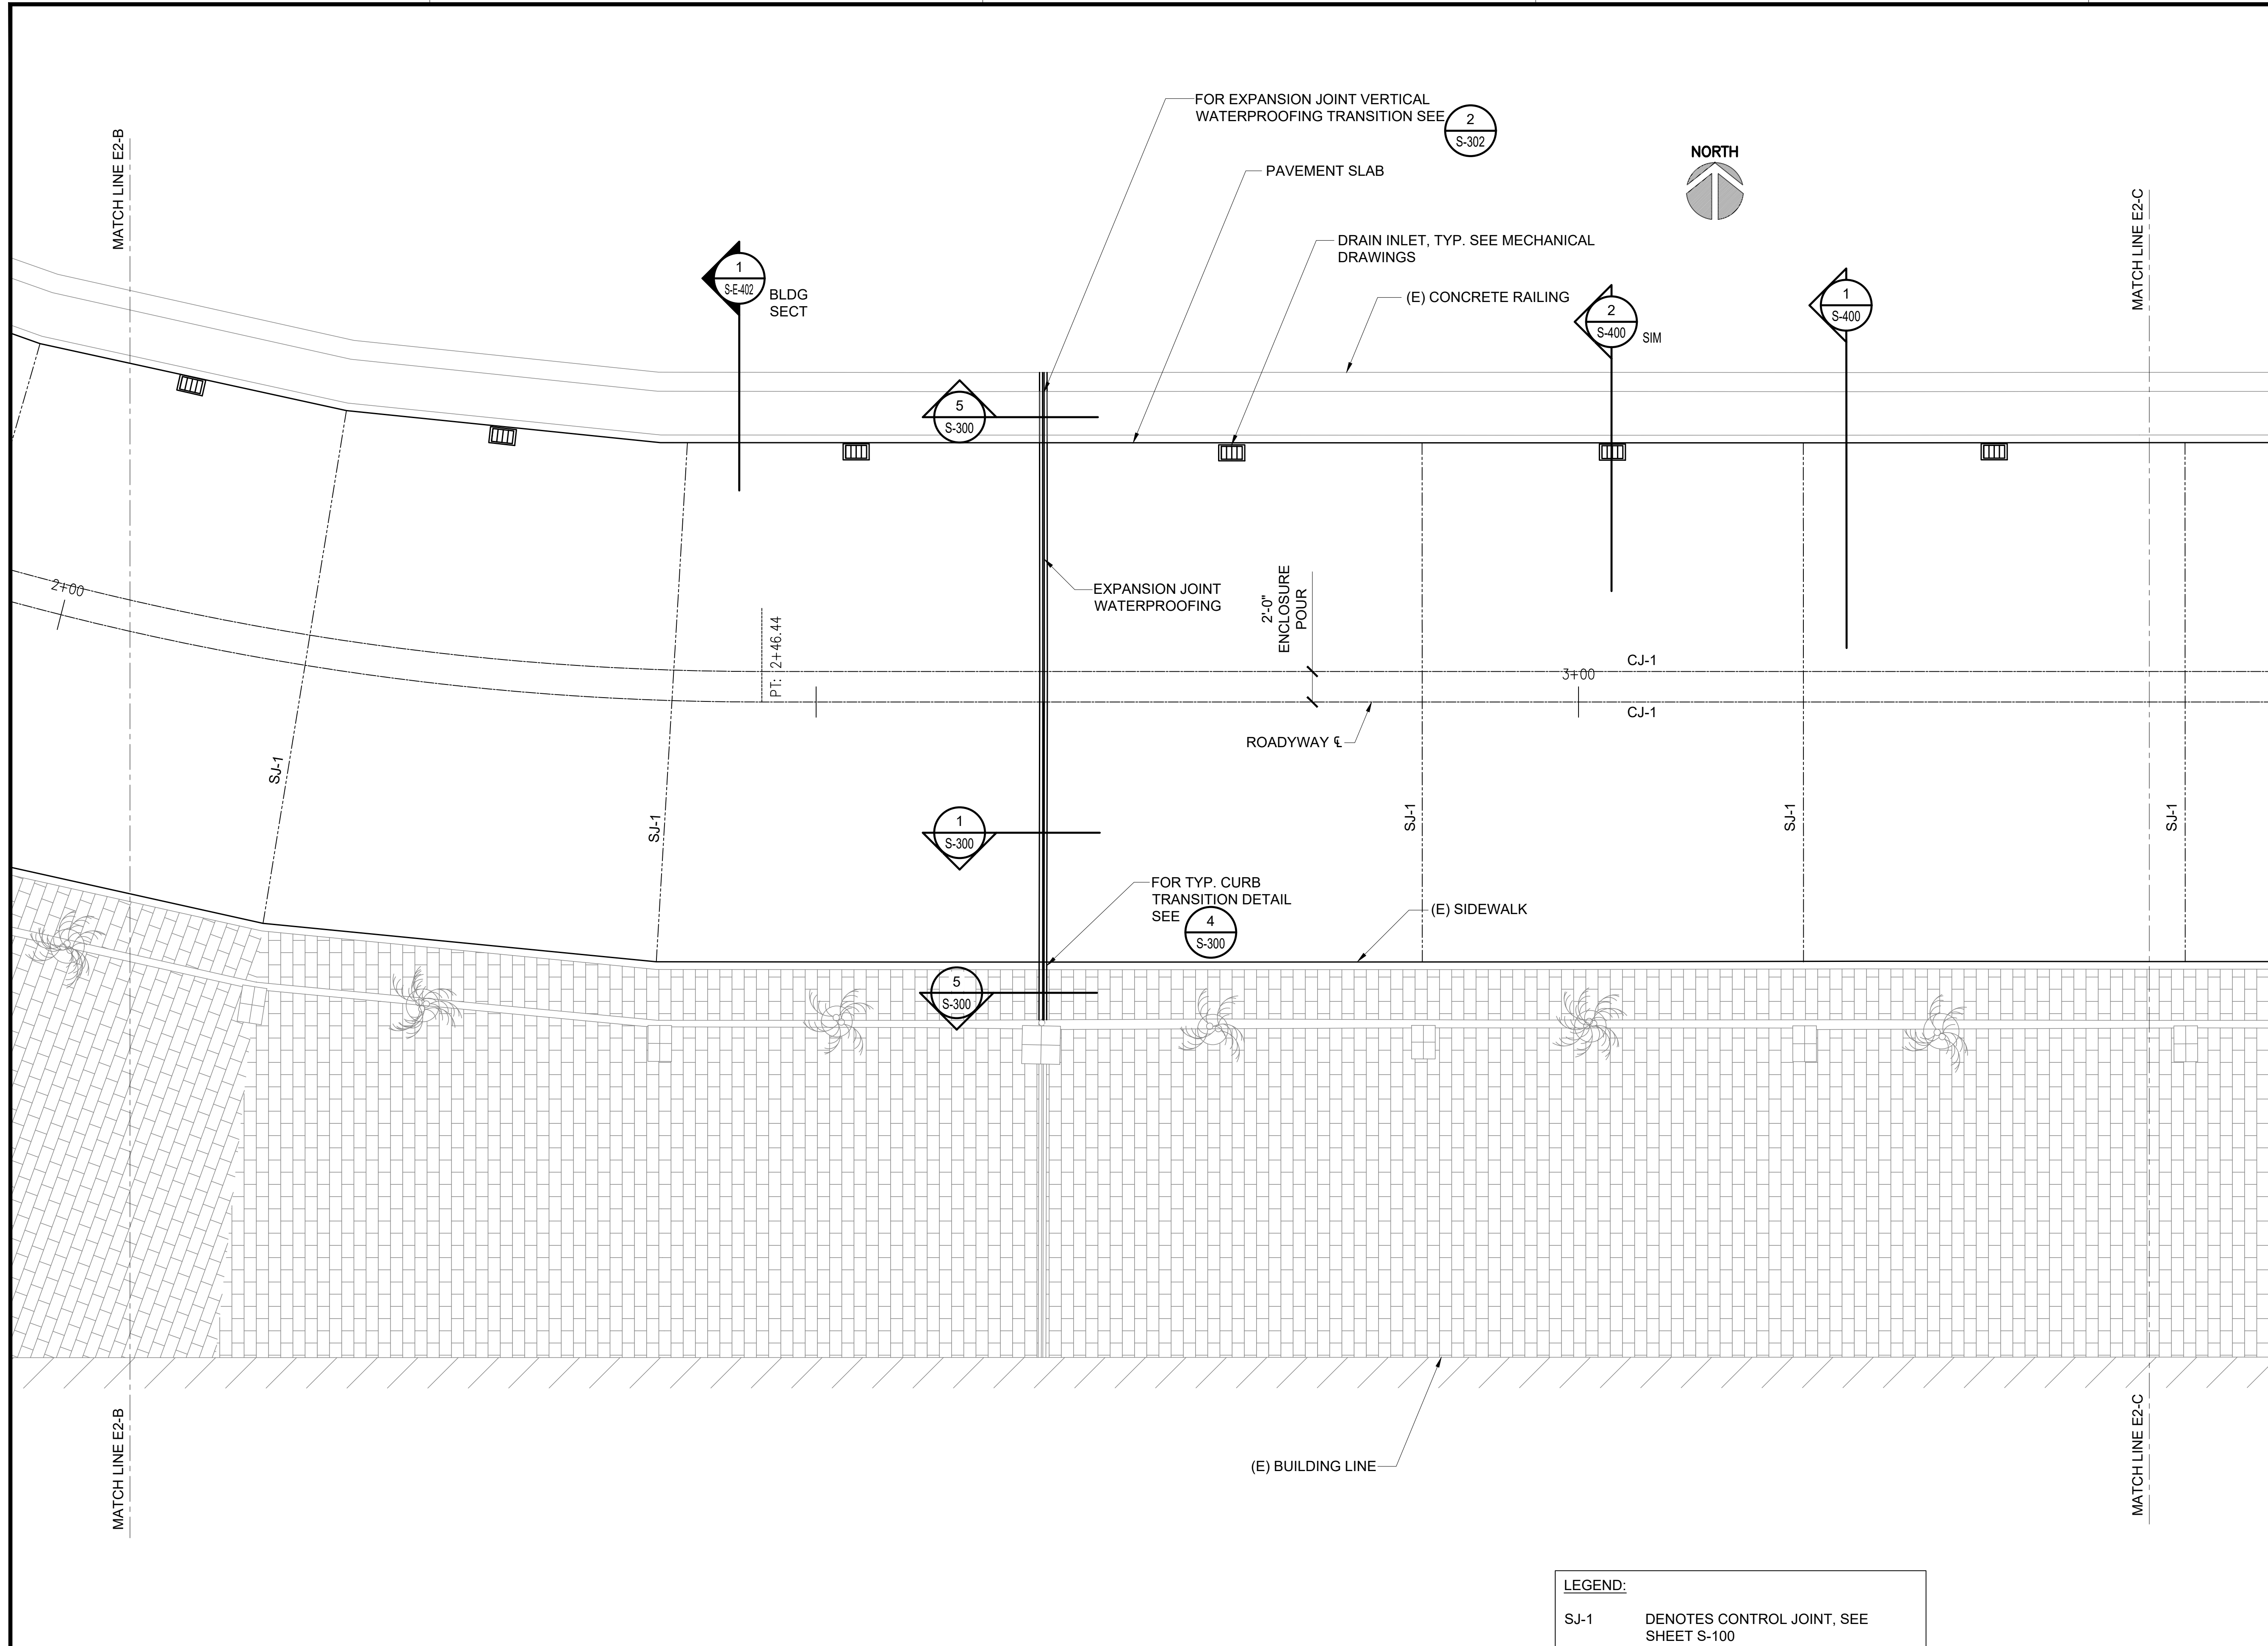 FOR EXPANSION JOINT VERTICAL
WATERPROOFING TRANSITION SEE
2
S-302
PAVEMENT SLAB
NORTH
MATCH LINE E2-B
MATCH LINE E2-C
DRAIN INLET, TYP. SEE MECHANICAL
DRAWINGS
1
S-E-402
BLDG
SECT
(E) CONCRETE RAILING
2
S-400
SIM
1
S-400
5
S-300
2+00
EXPANSION JOINT
WATERPROOFING
2'-0"
ENCLOSURE
POUR
PT: 2+46.44
CJ-1
3+00
CJ-1
ROADYWAY ℄
SJ-1
SJ-1
SJ-1
SJ-1
SJ-1
1
S-300
FOR TYP. CURB
TRANSITION DETAIL
SEE
4
S-300
(E) SIDEWALK
5
S-300
(E) BUILDING LINE
MATCH LINE E2-B
MATCH LINE E2-C
LEGEND:
SJ-1 DENOTES CONTROL JOINT, SEE
SHEET S-100